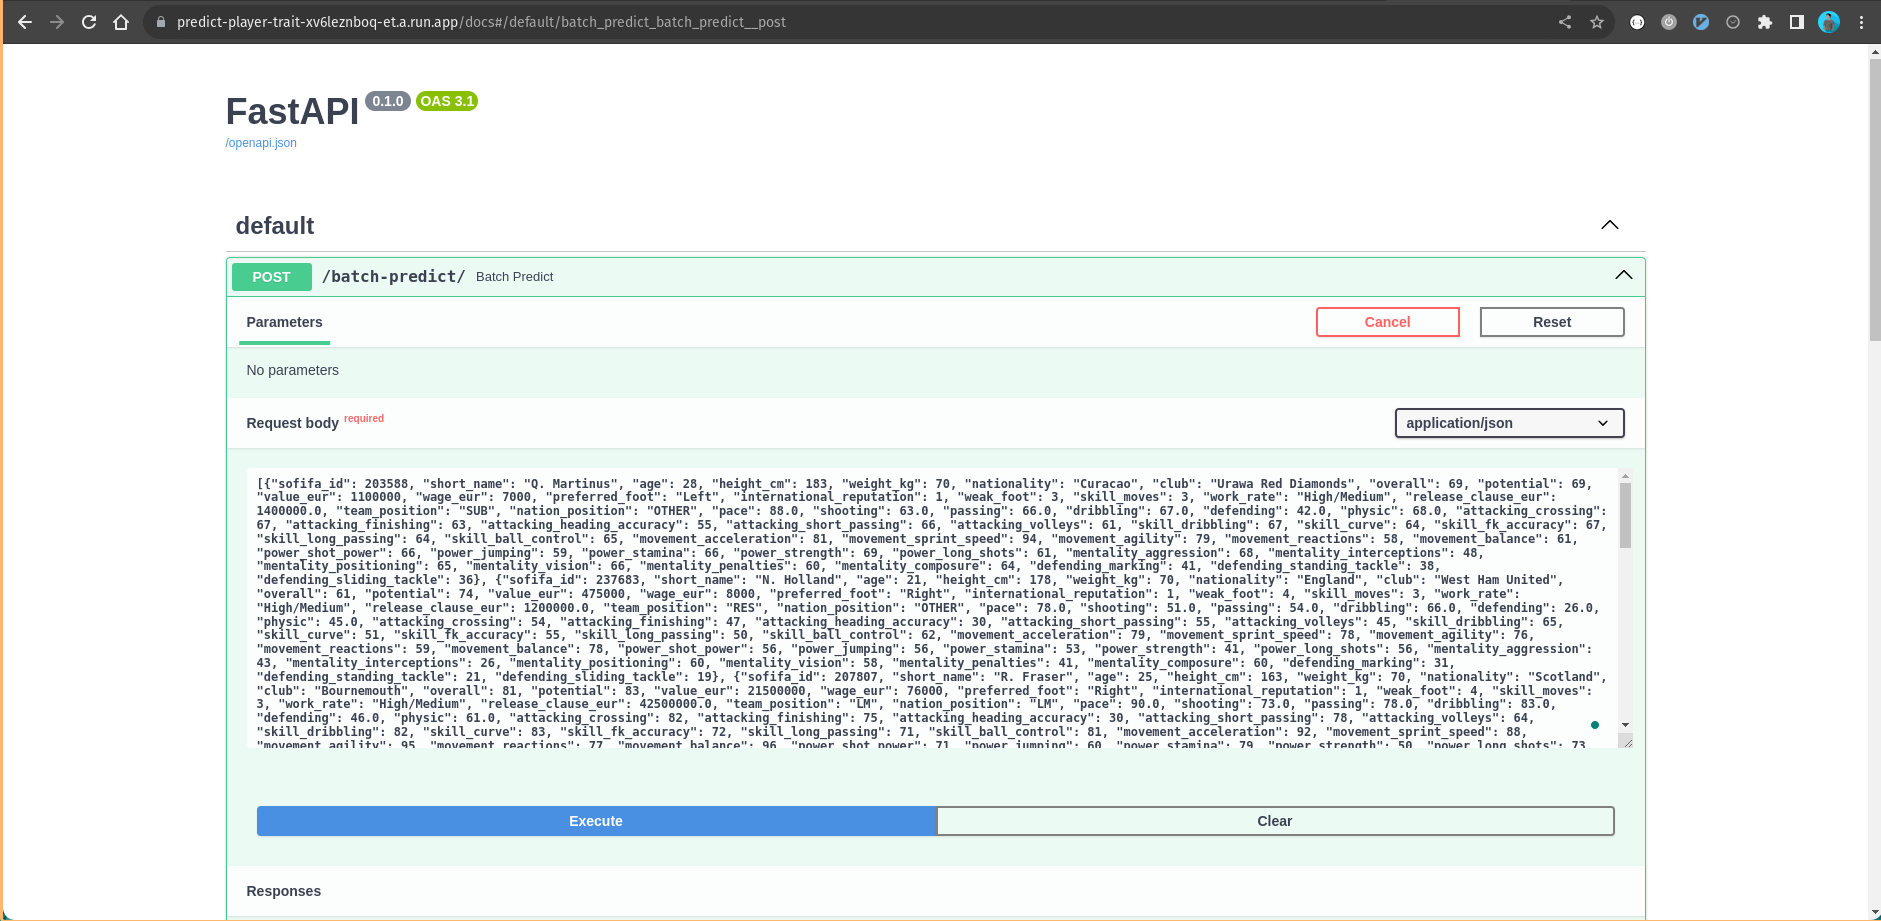 predict-player-trait-xv6leznboq-et.a.run.app/docs#/default/batch_predict_batch_predict__post
FastAPI 0.1.0 OAS 3.1
/openapi.json
default
POST /batch-predict/ Batch Predict
Parameters Cancel Reset
No parameters
Request body required application/json
[{"sofifa_id": 203588, "short_name": "Q. Martinus", "age": 28, "height_cm": 183, "weight_kg": 70, "nationality": "Curacao", "club": "Urawa Red Diamonds", "overall": 69, "potential": 69,
"value_eur": 1100000, "wage_eur": 7000, "preferred_foot": "Left", "international_reputation": 1, "weak_foot": 3, "skill_moves": 3, "work_rate": "High/Medium", "release_clause_eur":
1400000.0, "team_position": "SUB", "nation_position": "OTHER", "pace": 88.0, "shooting": 63.0, "passing": 66.0, "dribbling": 67.0, "defending": 42.0, "physic": 68.0, "attacking_crossing":
67, "attacking_finishing": 63, "attacking_heading_accuracy": 55, "attacking_short_passing": 66, "attacking_volleys": 61, "skill_dribbling": 67, "skill_curve": 64, "skill_fk_accuracy": 67,
"skill_long_passing": 64, "skill_ball_control": 65, "movement_acceleration": 81, "movement_sprint_speed": 94, "movement_agility": 79, "movement_reactions": 58, "movement_balance": 61,
"power_shot_power": 66, "power_jumping": 59, "power_stamina": 66, "power_strength": 69, "power_long_shots": 61, "mentality_aggression": 68, "mentality_interceptions": 48,
"mentality_positioning": 65, "mentality_vision": 66, "mentality_penalties": 60, "mentality_composure": 64, "defending_marking": 41, "defending_standing_tackle": 38,
"defending_sliding_tackle": 36}, {"sofifa_id": 237683, "short_name": "N. Holland", "age": 21, "height_cm": 178, "weight_kg": 70, "nationality": "England", "club": "West Ham United",
"overall": 61, "potential": 74, "value_eur": 475000, "wage_eur": 8000, "preferred_foot": "Right", "international_reputation": 1, "weak_foot": 4, "skill_moves": 3, "work_rate":
"High/Medium", "release_clause_eur": 1200000.0, "team_position": "RES", "nation_position": "OTHER", "pace": 78.0, "shooting": 51.0, "passing": 54.0, "dribbling": 66.0, "defending": 26.0,
"physic": 45.0, "attacking_crossing": 54, "attacking_finishing": 47, "attacking_heading_accuracy": 30, "attacking_short_passing": 55, "attacking_volleys": 45, "skill_dribbling": 65,
"skill_curve": 51, "skill_fk_accuracy": 55, "skill_long_passing": 50, "skill_ball_control": 62, "movement_acceleration": 79, "movement_sprint_speed": 78, "movement_agility": 76,
"movement_reactions": 59, "movement_balance": 78, "power_shot_power": 56, "power_jumping": 56, "power_stamina": 53, "power_strength": 41, "power_long_shots": 56, "mentality_aggression":
43, "mentality_interceptions": 26, "mentality_positioning": 60, "mentality_vision": 58, "mentality_penalties": 41, "mentality_composure": 60, "defending_marking": 31,
"defending_standing_tackle": 21, "defending_sliding_tackle": 19}, {"sofifa_id": 207807, "short_name": "R. Fraser", "age": 25, "height_cm": 163, "weight_kg": 70, "nationality": "Scotland",
"club": "Bournemouth", "overall": 81, "potential": 83, "value_eur": 21500000, "wage_eur": 76000, "preferred_foot": "Right", "international_reputation": 1, "weak_foot": 4, "skill_moves":
3, "work_rate": "High/Medium", "release_clause_eur": 42500000.0, "team_position": "LM", "nation_position": "LM", "pace": 90.0, "shooting": 73.0, "passing": 78.0, "dribbling": 83.0,
"defending": 46.0, "physic": 61.0, "attacking_crossing": 82, "attacking_finishing": 75, "attacking_heading_accuracy": 30, "attacking_short_passing": 78, "attacking_volleys": 64,
"skill_dribbling": 82, "skill_curve": 83, "skill_fk_accuracy": 72, "skill_long_passing": 71, "skill_ball_control": 81, "movement_acceleration": 92, "movement_sprint_speed": 88,
"movement_agility": 95, "movement_reactions": 77, "movement_balance": 96, "power_shot_power": 71, "power_jumping": 60, "power_stamina": 79, "power_strength": 50, "power_long_shots": 73,
Execute Clear
Responses